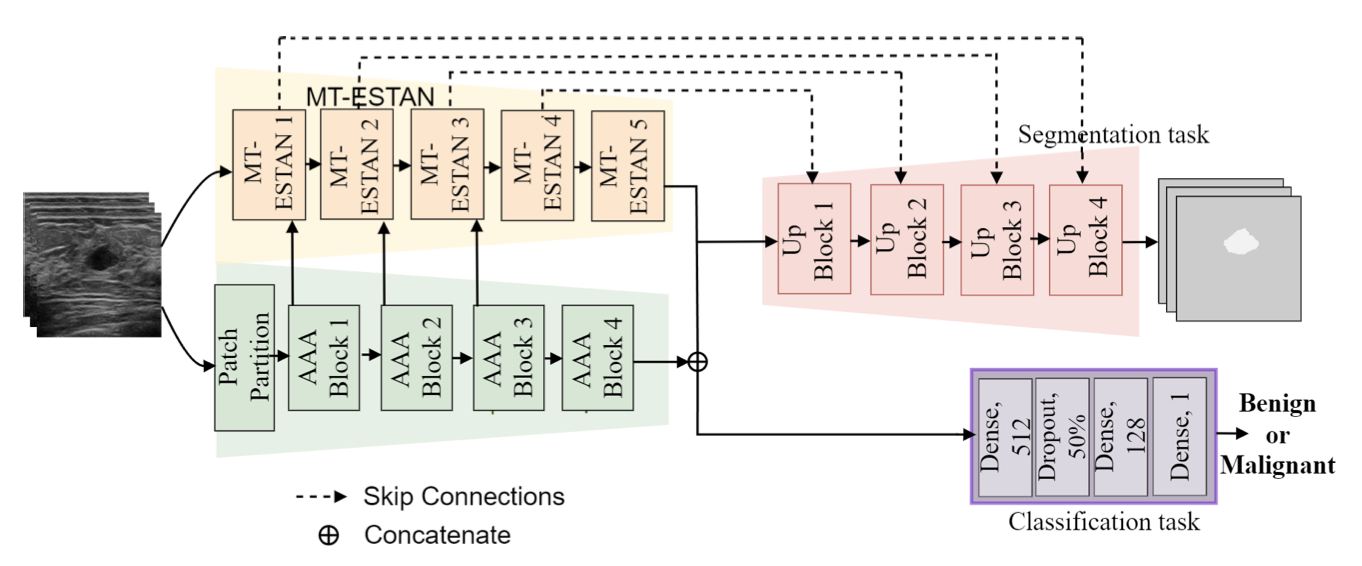 MT-ESTAN
MT-
ESTAN 1
MT-
ESTAN 2
MT-
ESTAN 3
MT-
ESTAN 4
MT-
ESTAN 5
Segmentation task
Up
Block 1
Up
Block 2
Up
Block 3
Up
Block 4
Patch
Partition
AAA
Block 1
AAA
Block 2
AAA
Block 3
AAA
Block 4
Dense,
512
Dropout,
50%
Dense,
128
Dense, 1
Benign
or
Malignant
Classification task
Skip Connections
Concatenate